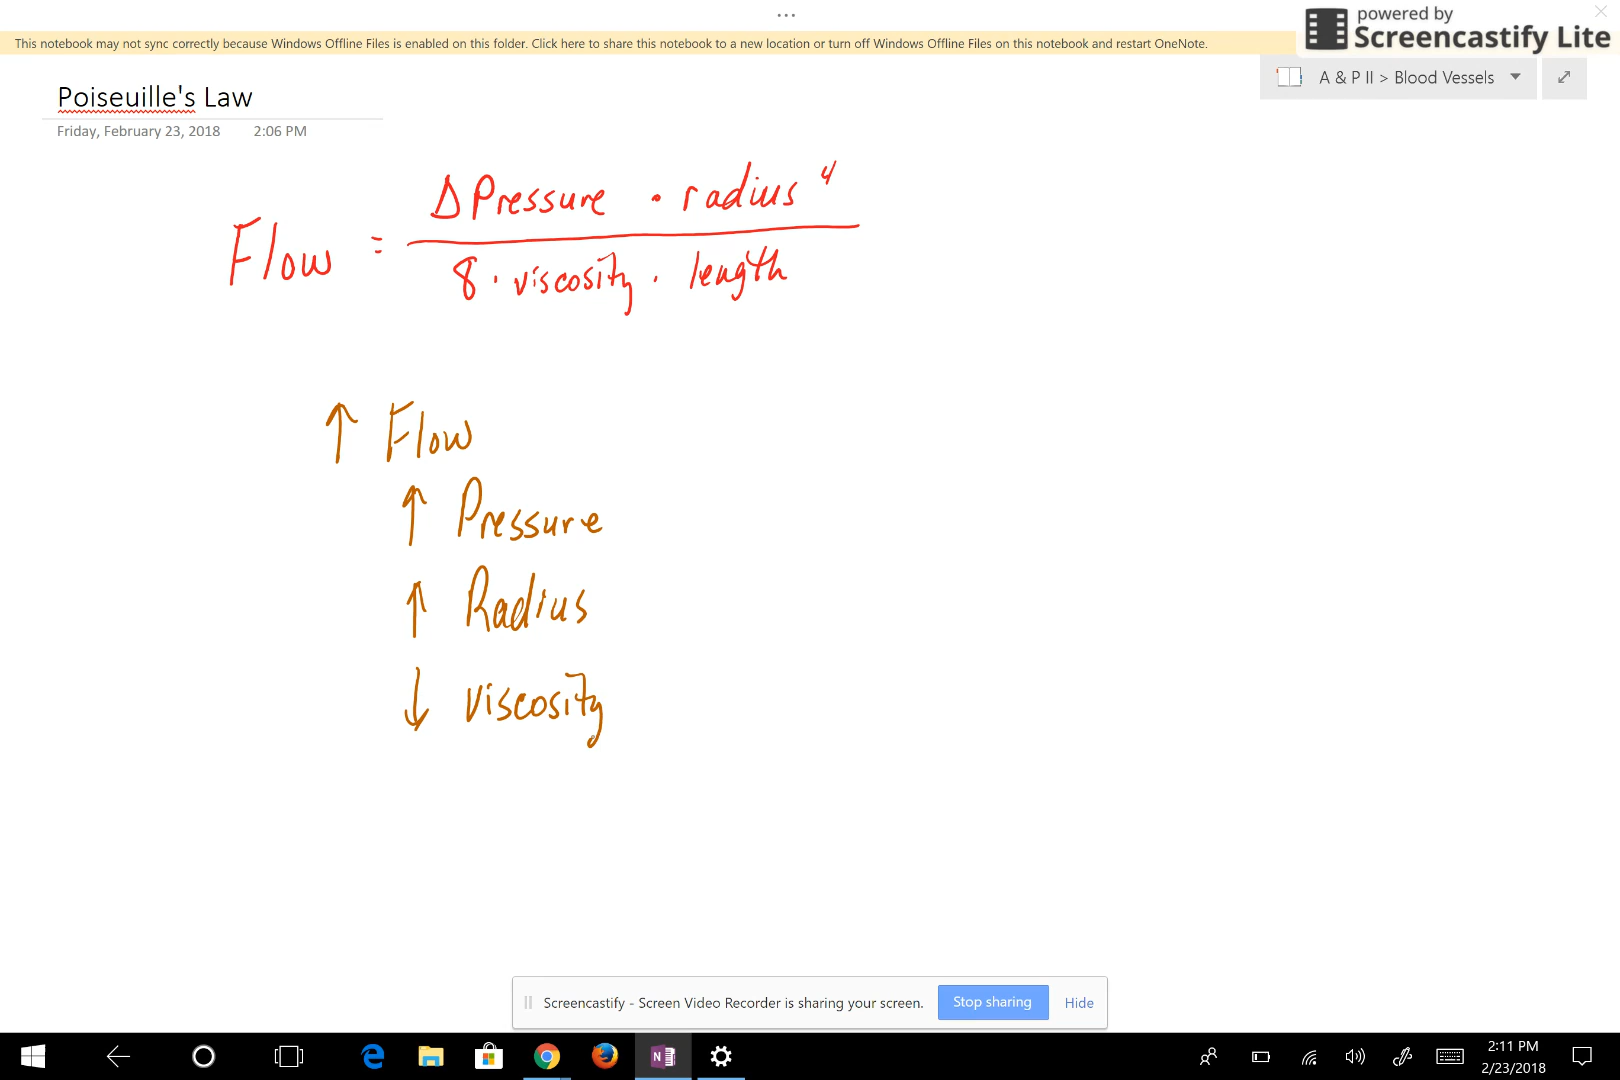 ...
powered by
Screencastify Lite
This notebook may not sync correctly because Windows Offline Files is enabled on this folder. Click here to share this notebook to a new location or turn off Windows Offline Files on this notebook and restart OneNote.
A & P II > Blood Vessels
Poiseuille's Law
Friday, February 23, 2018 2:06 PM
Δ Pressure · radius⁴
Flow =
8 · viscosity · length
↑ Flow
↑ Pressure
↑ Radius
↓ viscosity
Screencastify - Screen Video Recorder is sharing your screen. Stop sharing Hide
2:11 PM
2/23/2018